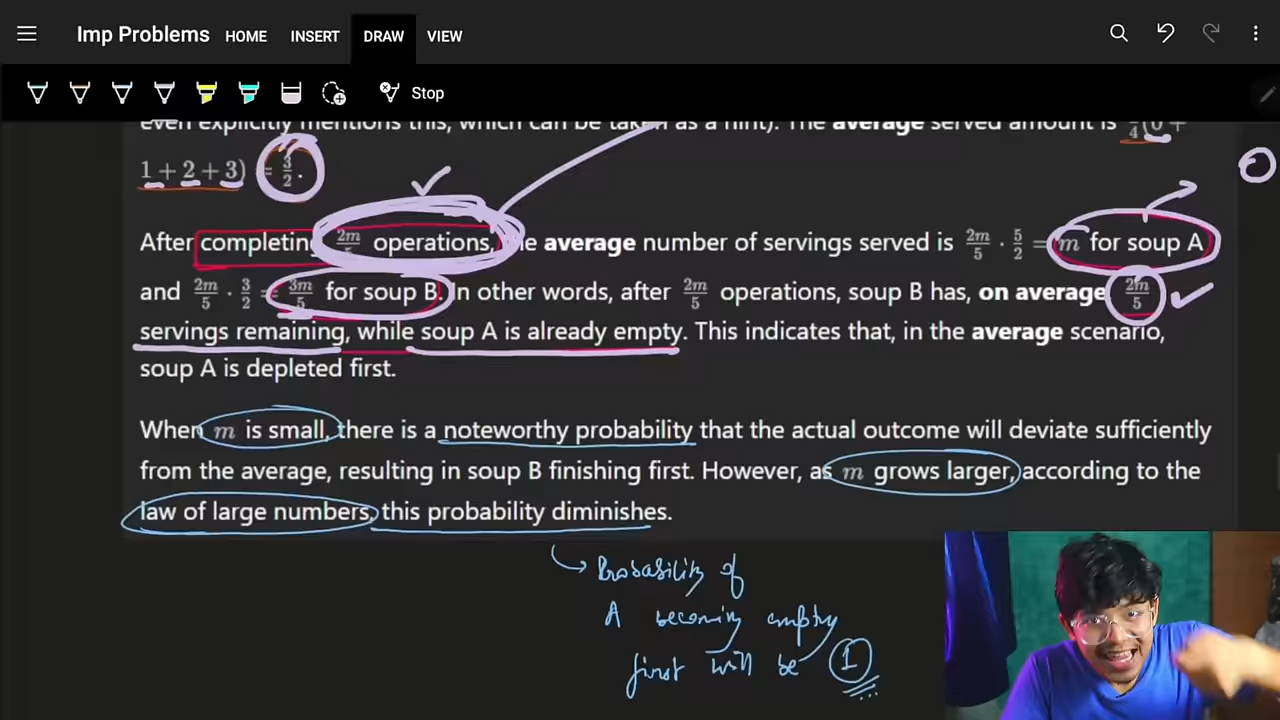 Imp Problems HOME INSERT DRAW VIEW
Stop
even explicitly mentions this, which can be taken as a hint). The average served amount is 1/4(0 +
1 + 2 + 3) = 3/2.
After completing 2m/5 operations, the average number of servings served is 2m/5 · 5/2 = m for soup A
and 2m/5 · 3/2 = 3m/5 for soup B. In other words, after 2m/5 operations, soup B has, on average 2m/5
servings remaining, while soup A is already empty. This indicates that, in the average scenario,
soup A is depleted first.
When m is small, there is a noteworthy probability that the actual outcome will deviate sufficiently
from the average, resulting in soup B finishing first. However, as m grows larger, according to the
law of large numbers, this probability diminishes.
Probability of
A becoming empty
first will be 1